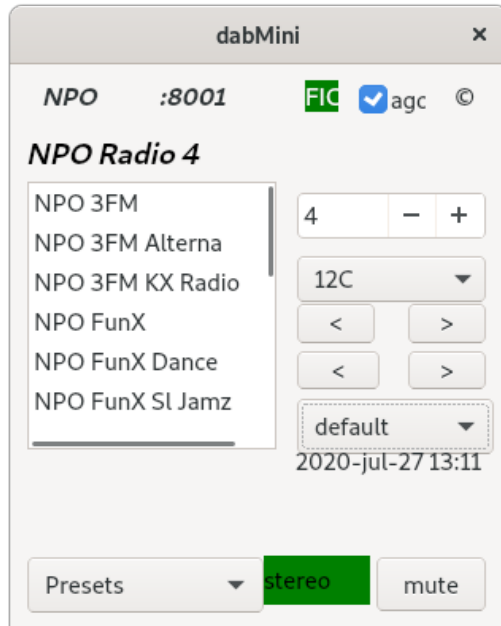 dabMini ×
NPO :8001 FIC agc ©
NPO Radio 4
NPO 3FM
NPO 3FM Alterna
NPO 3FM KX Radio
NPO FunX
NPO FunX Dance
NPO FunX Sl Jamz
4 − +
12C
< >
< >
default
2020-jul-27 13:11
Presets stereo mute